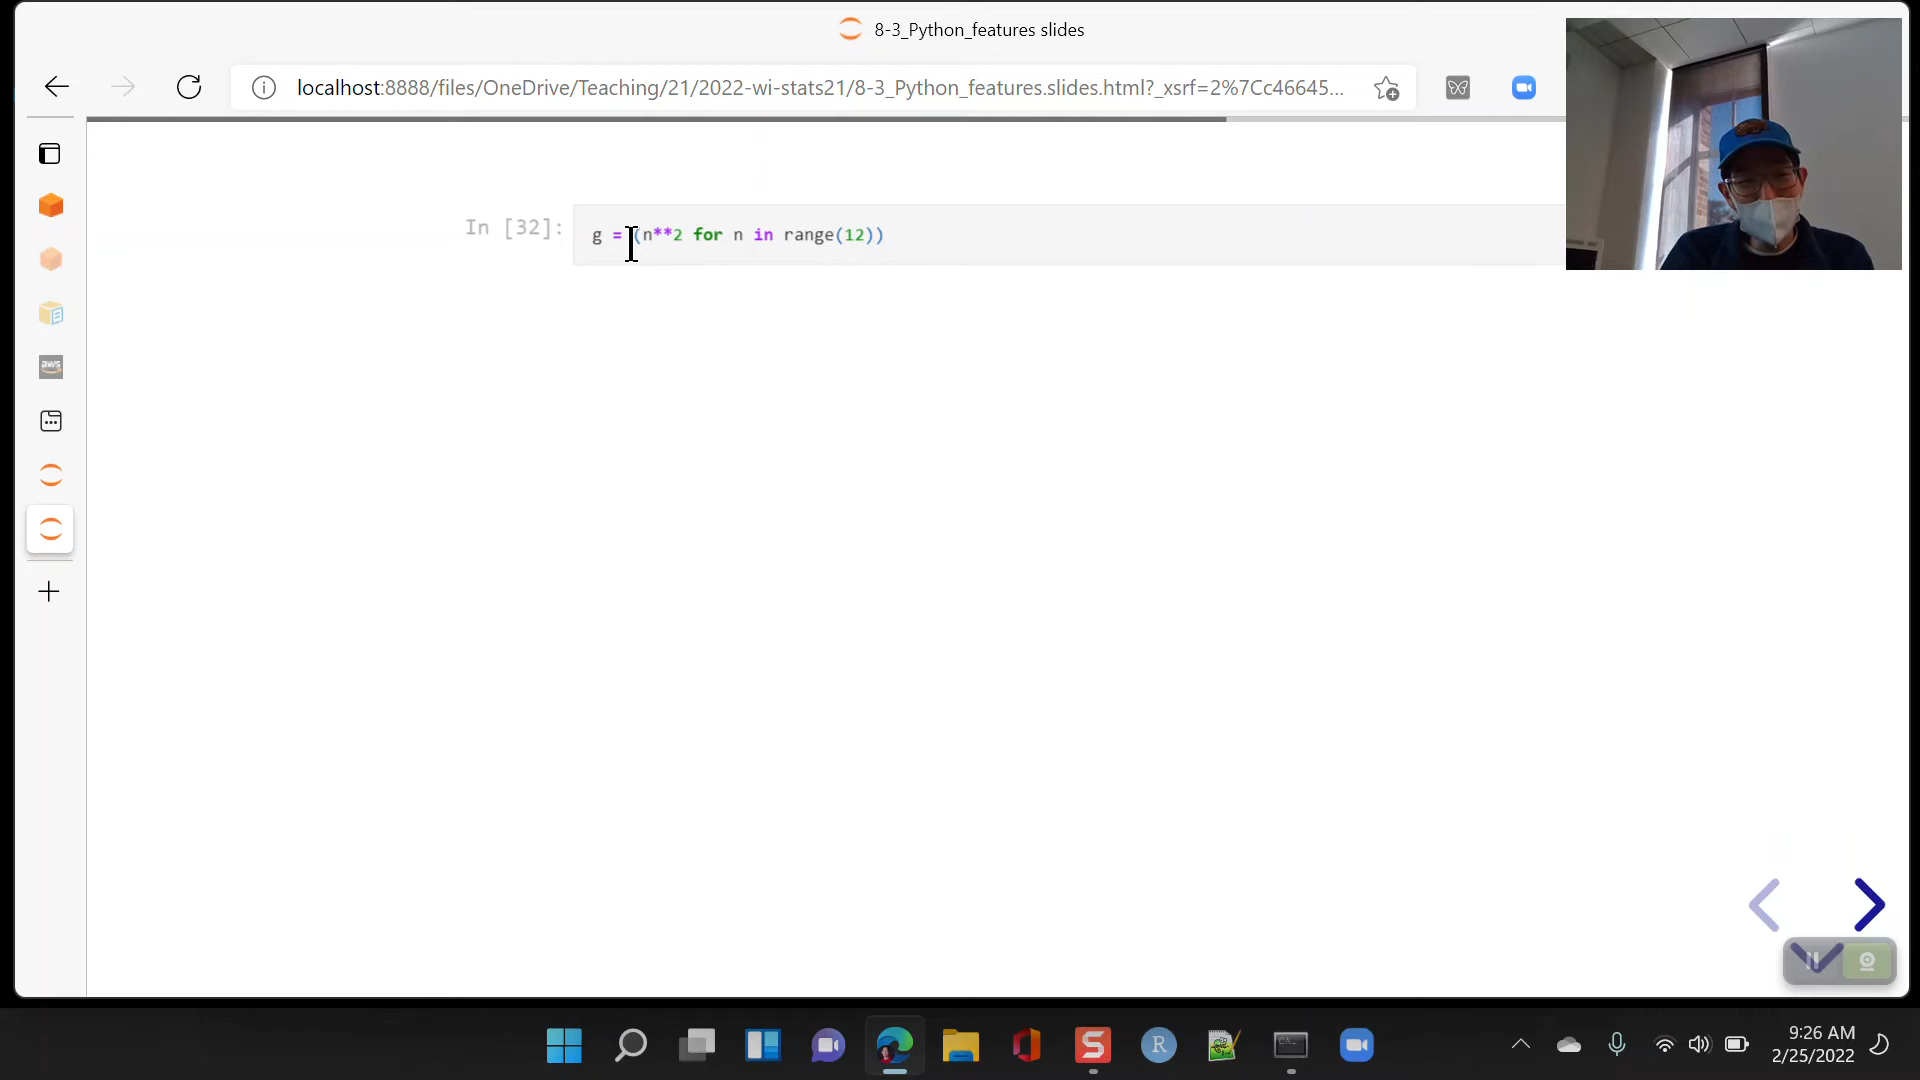 8-3_Python_features slides
localhost:8888/files/OneDrive/Teaching/21/2022-wi-stats21/8-3_Python_features.slides.html?_xsrf=2%7Cc46645...
In [32]:
g = (n**2 for n in range(12))
aws
S
R
9:26 AM
2/25/2022